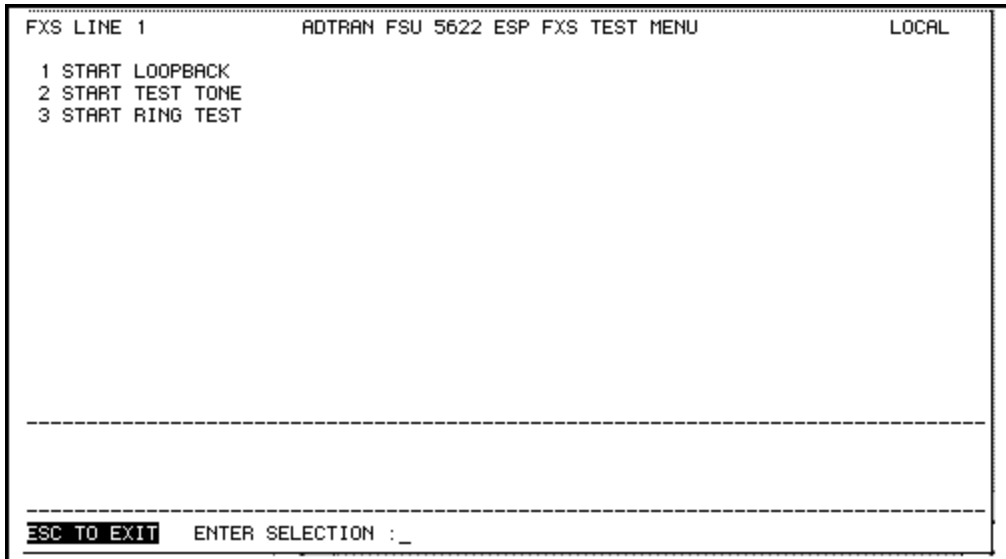 FXS LINE 1 ADTRAN FSU 5622 ESP FXS TEST MENU LOCAL
1 START LOOPBACK
2 START TEST TONE
3 START RING TEST
ESC TO EXIT ENTER SELECTION :_